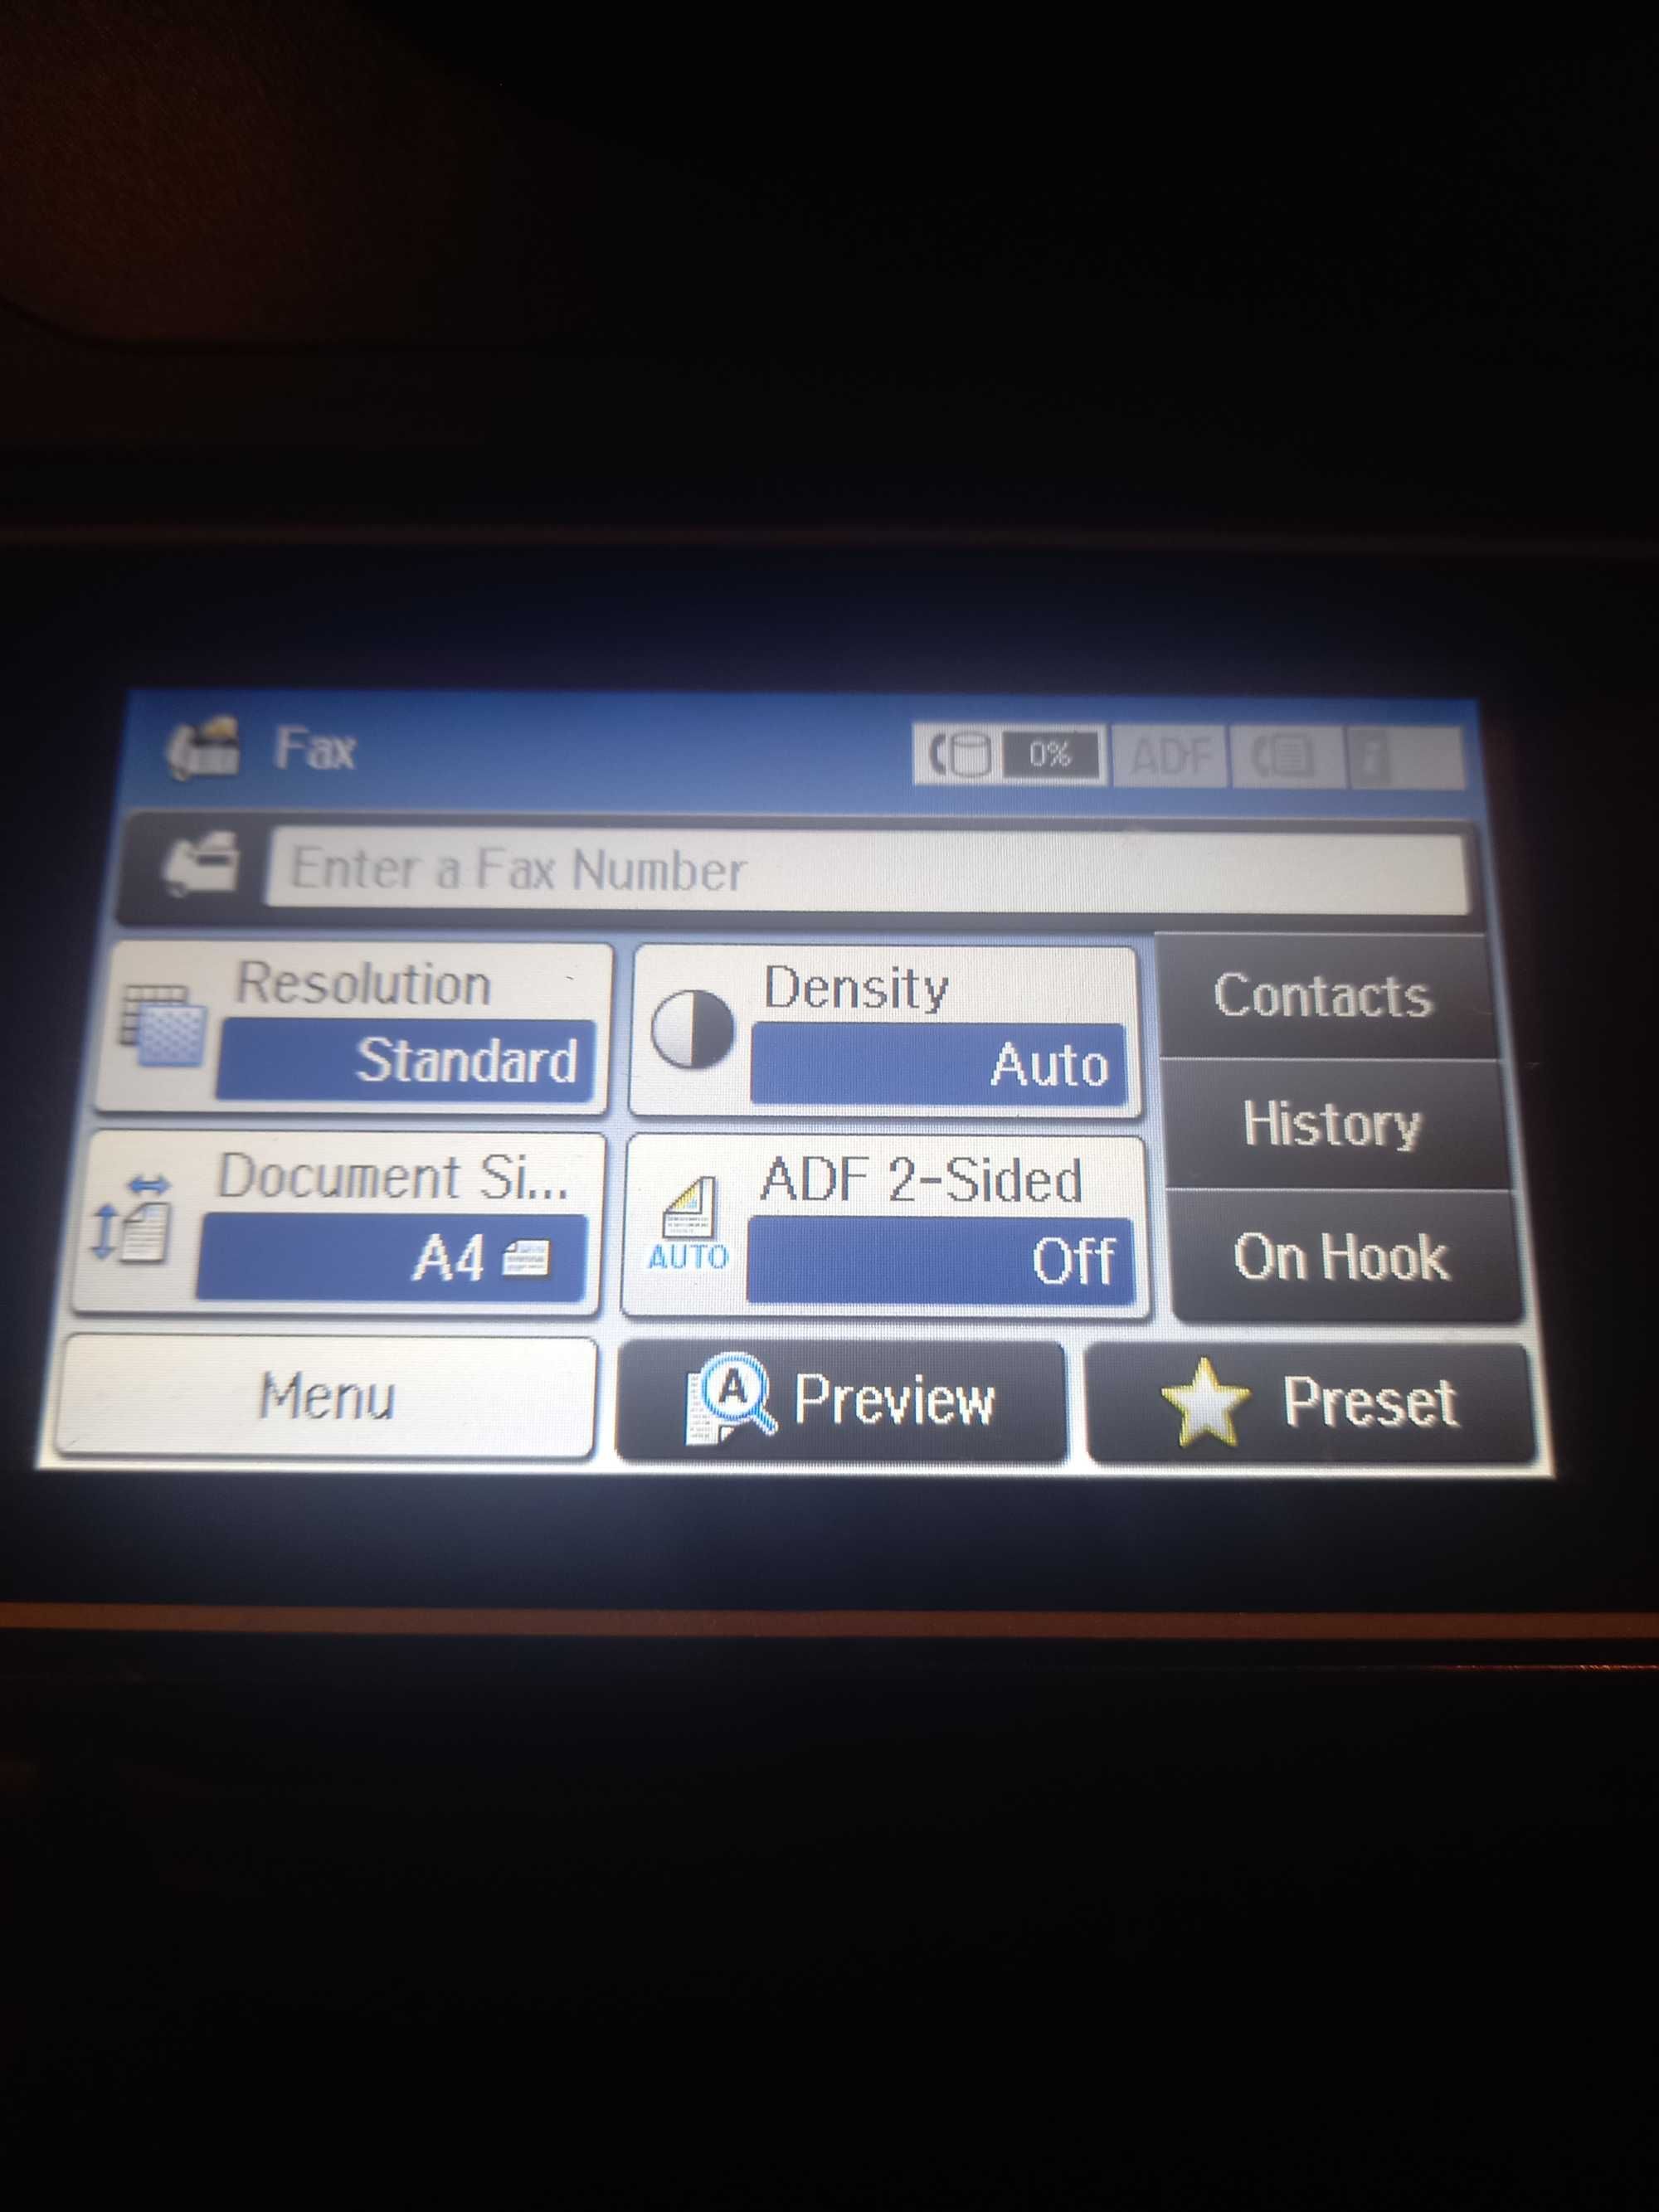 Fax
0%
ADF
Enter a Fax Number
Resolution
Standard
Density
Auto
Contacts
History
Document Si...
A4
ADF 2-Sided
AUTO
Off
On Hook
Menu
A
Preview
Preset